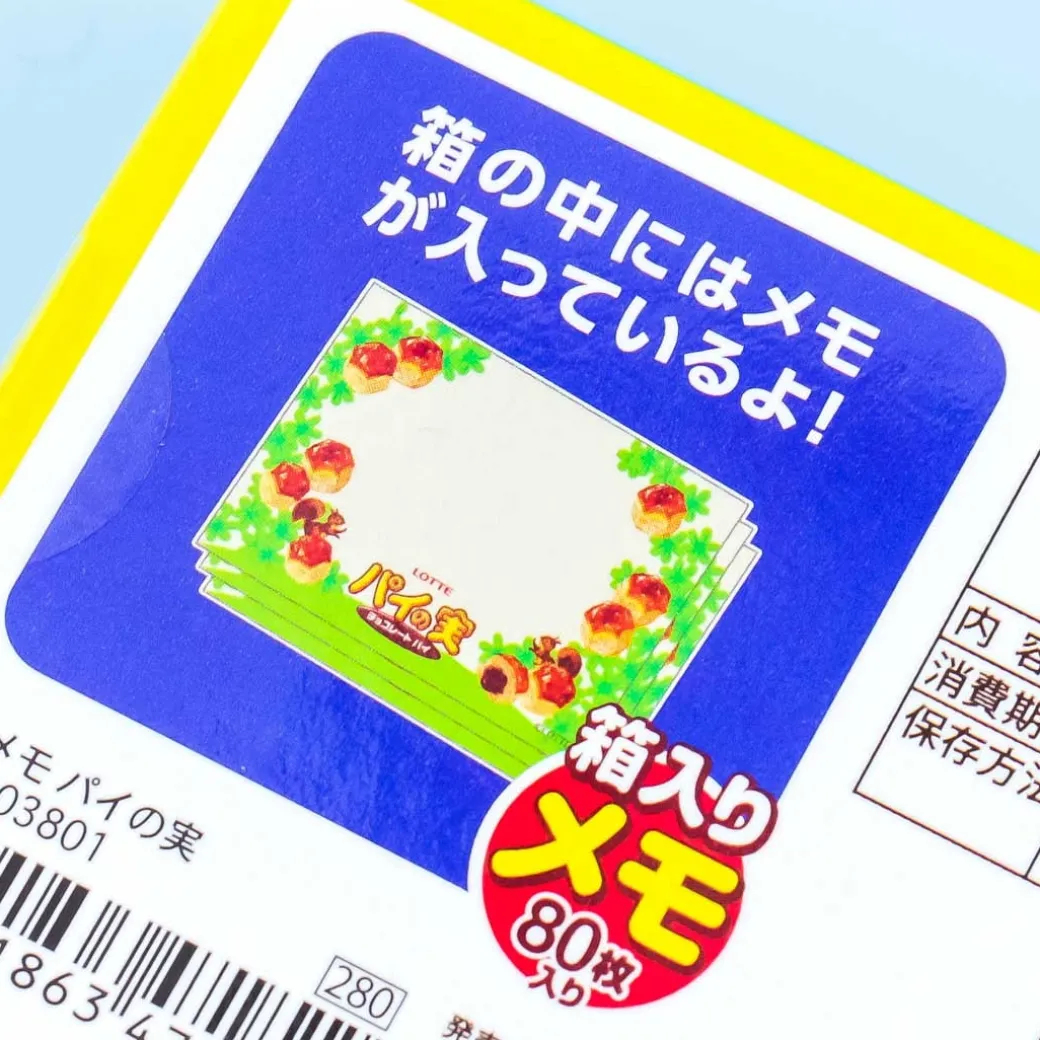 箱の中にはメモ
が入っているよ!
LOTTE
パイの実
チョコレートパイ
箱入り
メモ
80枚
入り
メモ パイの実
03801
1863
280
内容
消費期
保存方法